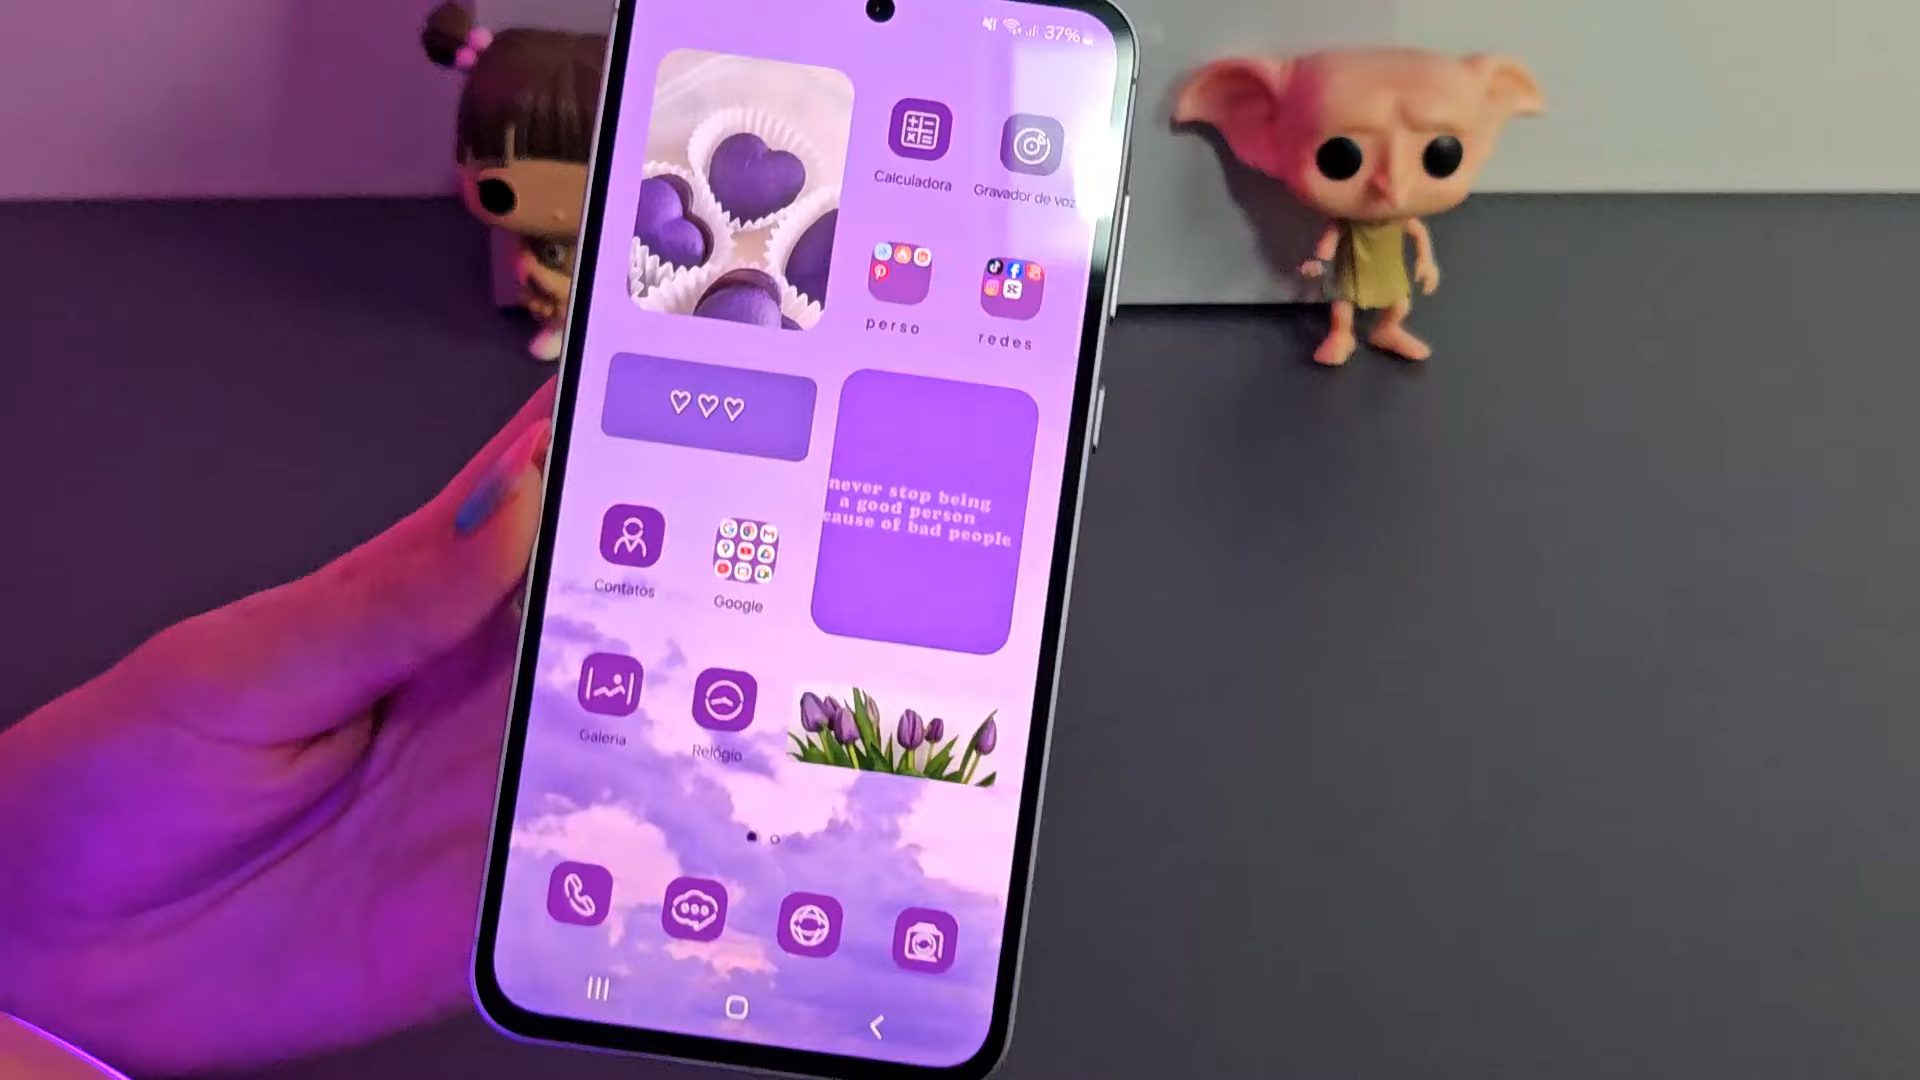 37%
Calculadora
Gravador de voz
perso
redes
never stop being
a good person
cause of bad people
Contatos
Google
Galeria
Relógio